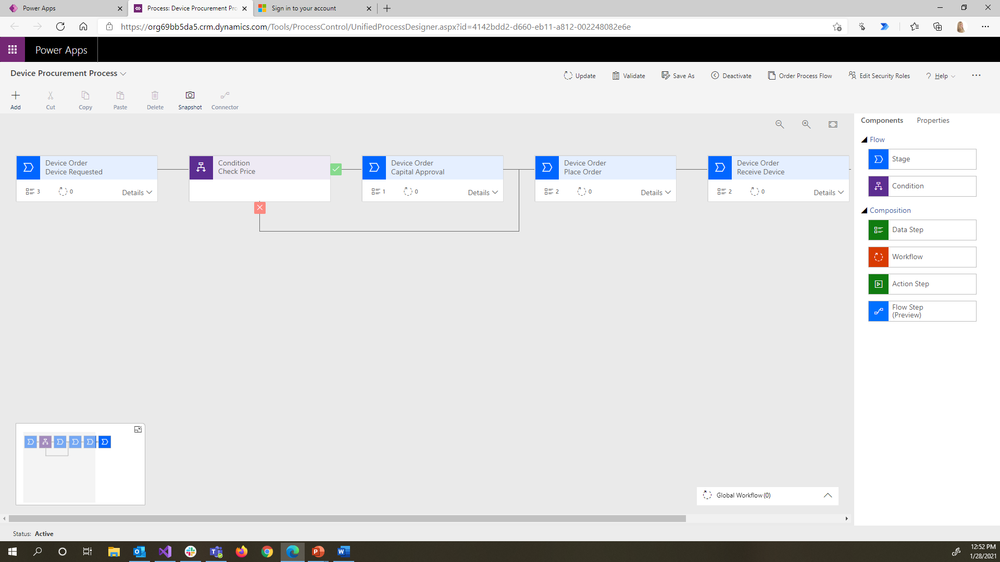 Power Apps
Process: Device Procurement Pro
Sign in to your account
https://org69bb5da5.crm.dynamics.com/Tools/ProcessControl/UnifiedProcessDesigner.aspx?id=4142bdd2-d660-eb11-a812-002248082e6e
Power Apps
Device Procurement Process
Update
Validate
Save As
Deactivate
Order Process Flow
Edit Security Roles
? Help
Add
Cut
Copy
Paste
Delete
Snapshot
Connector
Components
Properties
Flow
Stage
Condition
Composition
Data Step
Workflow
Action Step
Flow Step
(Preview)
Device Order
Device Requested
3
0
Details
Condition
Check Price
Device Order
Capital Approval
1
0
Details
Device Order
Place Order
2
0
Details
Device Order
Receive Device
2
0
Details
Global Workflow (0)
Status: Active
12:52 PM
1/28/2021